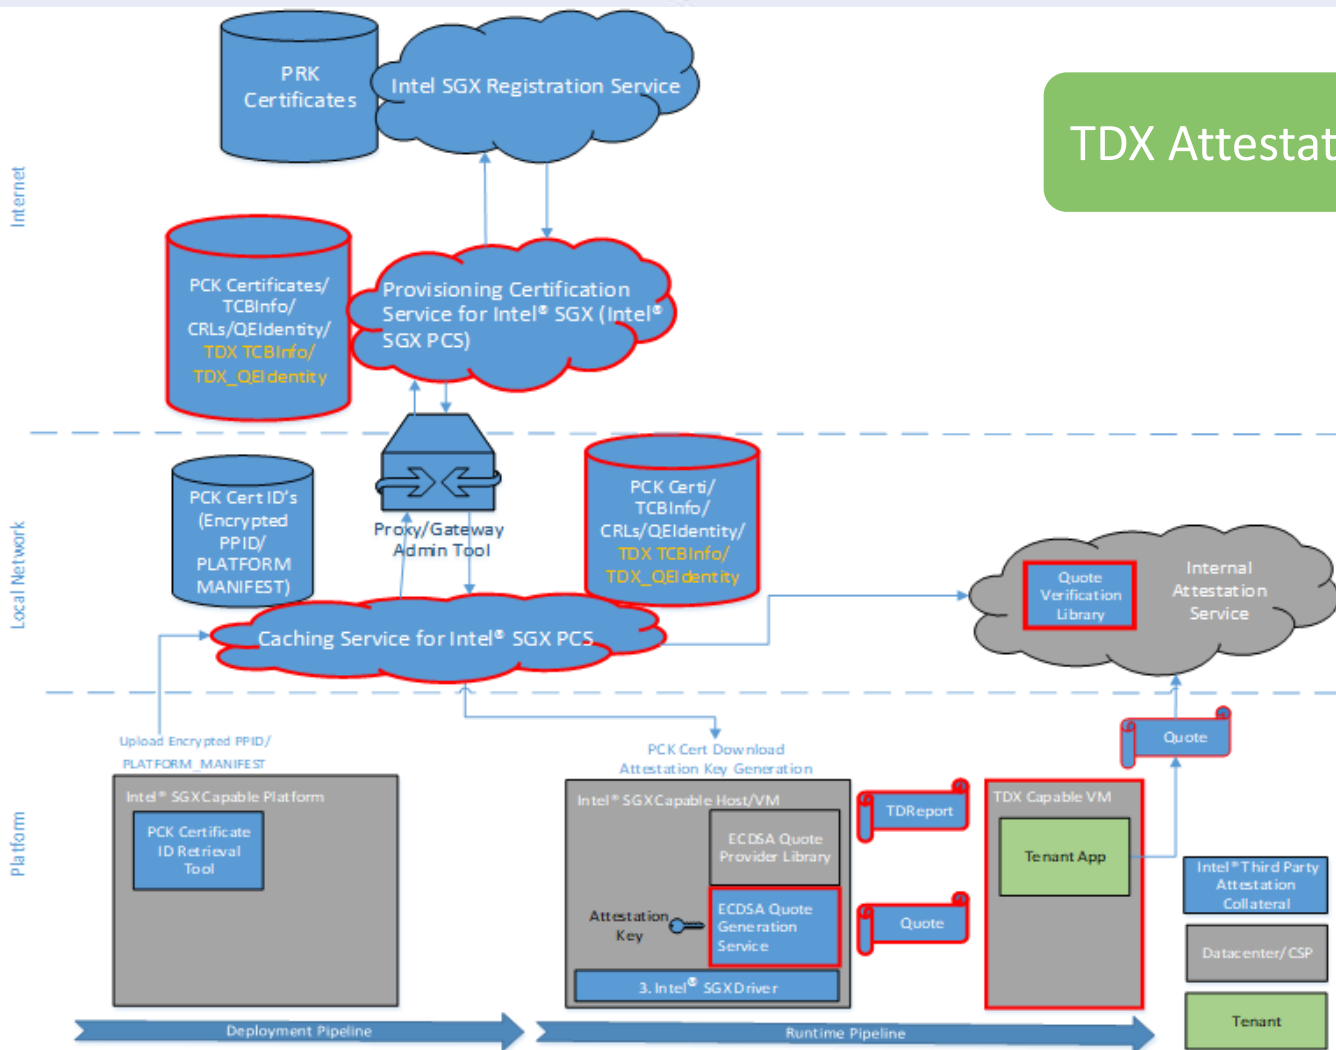 PRK
Certificates
Intel SGX Registration Service
TDX Attestat
Internet
PCK Certificates/
TCBInfo/
CRLs/QEIdentity/
TDX TCBInfo/
TDX_QEIdentity
Provisioning Certification
Service for Intel® SGX (Intel®
SGX PCS)
Local Network
PCK Cert ID's
(Encrypted
PPID/
PLATFORM
MANIFEST)
Proxy/Gateway
Admin Tool
PCK Certi/
TCBInfo/
CRLs/QEIdentity/
TDX TCBInfo/
TDX_QEIdentity
Quote
Verification
Library
Internal
Attestation
Service
Caching Service for Intel® SGX PCS
Platform
Upload Encrypted PPID/
PLATFORM_MANIFEST
Intel® SGX Capable Platform
PCK Certificate
ID Retrieval
Tool
PCK Cert Download
Attestation Key Generation
Intel® SGX Capable Host/VM
ECDSA Quote
Provider Library
Attestation
Key
ECDSA Quote
Generation
Service
3. Intel® SGX Driver
TDReport
Quote
TDX Capable VM
Tenant App
Quote
Intel® Third Party
Attestation
Collateral
Datacenter/CSP
Tenant
Deployment Pipeline
Runtime Pipeline